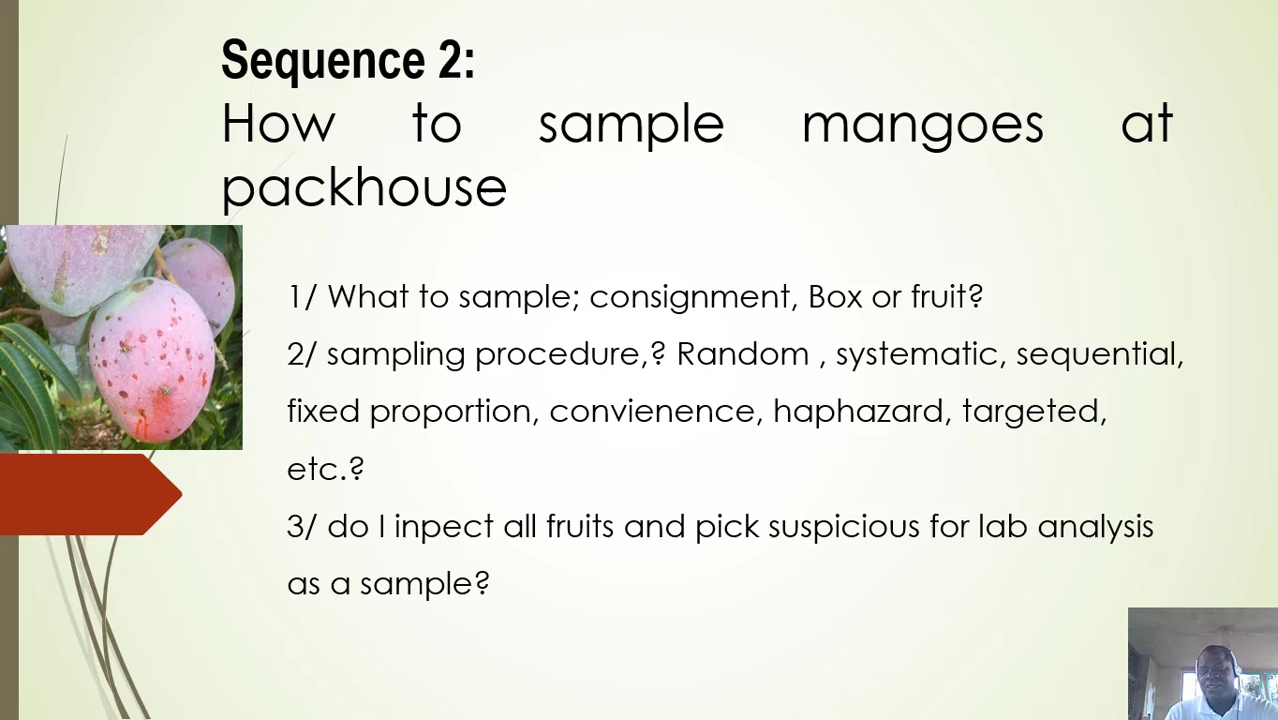 Sequence 2:
How to sample mangoes at
packhouse
1/ What to sample; consignment, Box or fruit?
2/ sampling procedure,? Random , systematic, sequential,
fixed proportion, convienence, haphazard, targeted,
etc.?
3/ do I inpect all fruits and pick suspicious for lab analysis
as a sample?